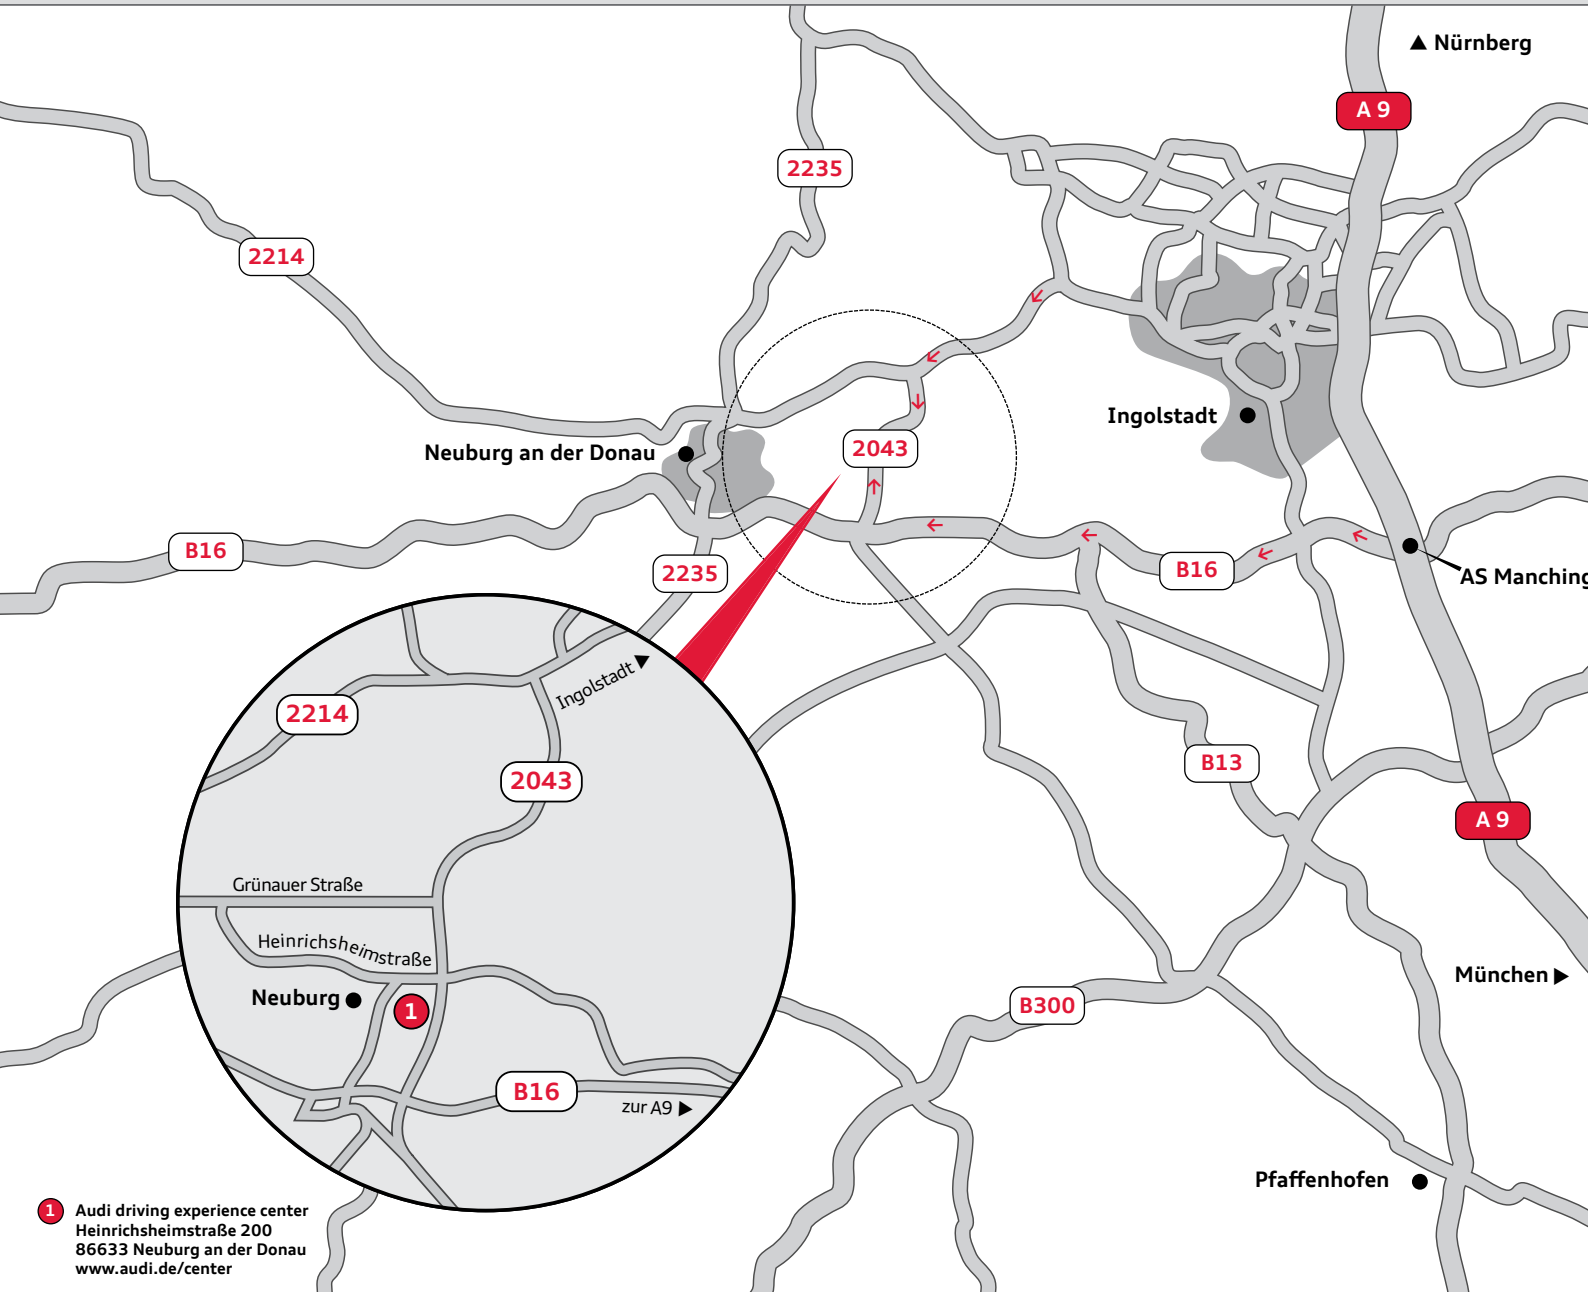 ▲ Nürnberg
A 9
2235
2214
Ingolstadt
2043
Neuburg an der Donau
B16
2235
B16
AS Manching
Ingolstadt ▶
2214
2043
B13
A 9
Grünauer Straße
Heinrichsheimstraße
Neuburg
1
München ▶
B300
B16
zur A9 ▶
Pfaffenhofen
1 Audi driving experience center
Heinrichsheimstraße 200
86633 Neuburg an der Donau
www.audi.de/center